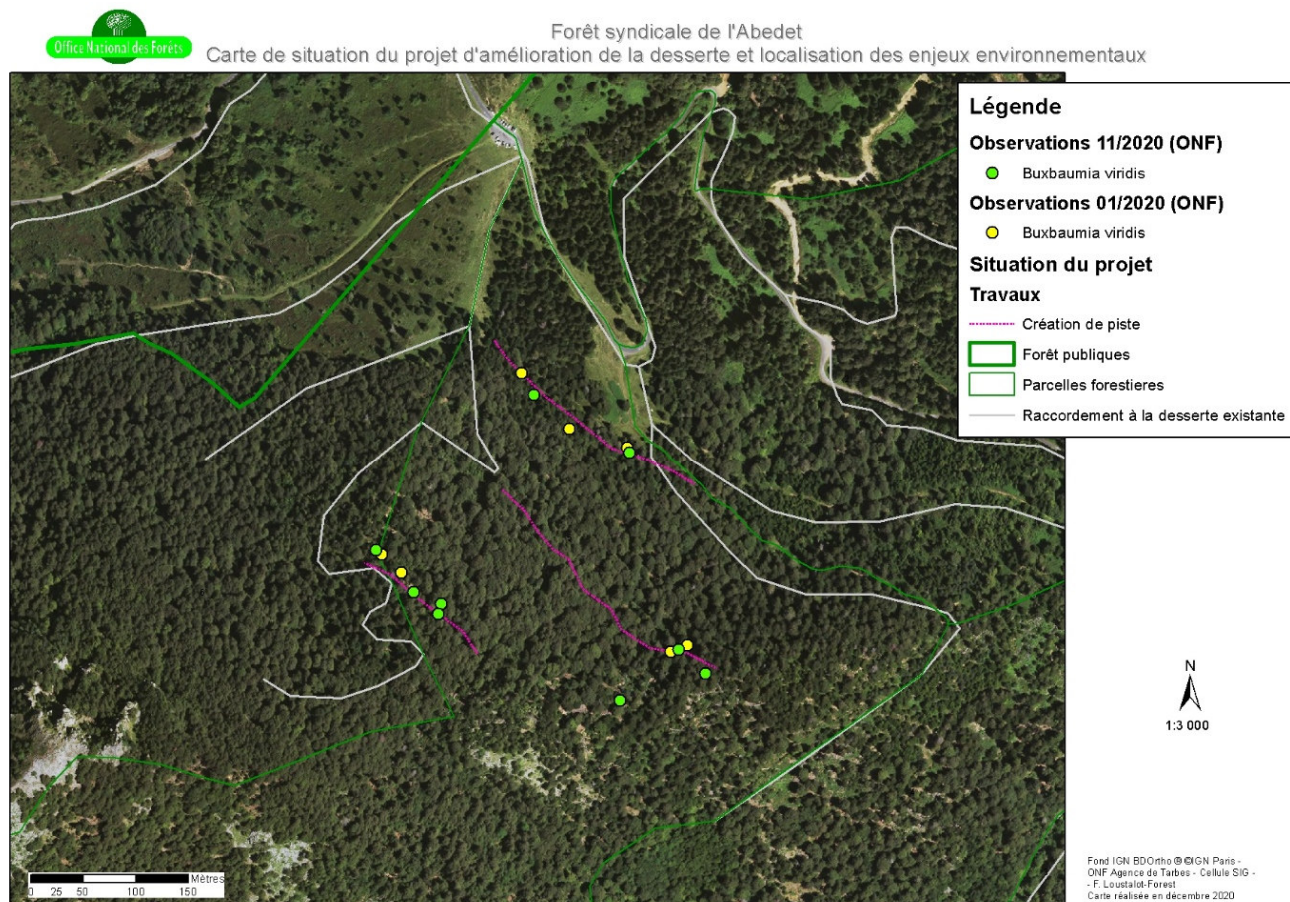 Office National des Forêts
Forêt syndicale de l'Abedet
Carte de situation du projet d'amélioration de la desserte et localisation des enjeux environnementaux
Légende
Observations 11/2020 (ONF)
Buxbaumia viridis
Observations 01/2020 (ONF)
Buxbaumia viridis
Situation du projet
Travaux
Création de piste
Forêt publiques
Parcelles forestieres
Raccordement à la desserte existante
N
1:3 000
Mètres
0 25 50 100 150
Fond IGN BDOrtho ® ©IGN Paris -
ONF Agence de Tarbes - Cellule SIG -
- F. Loustalot-Forest
Carte réalisée en décembre 2020